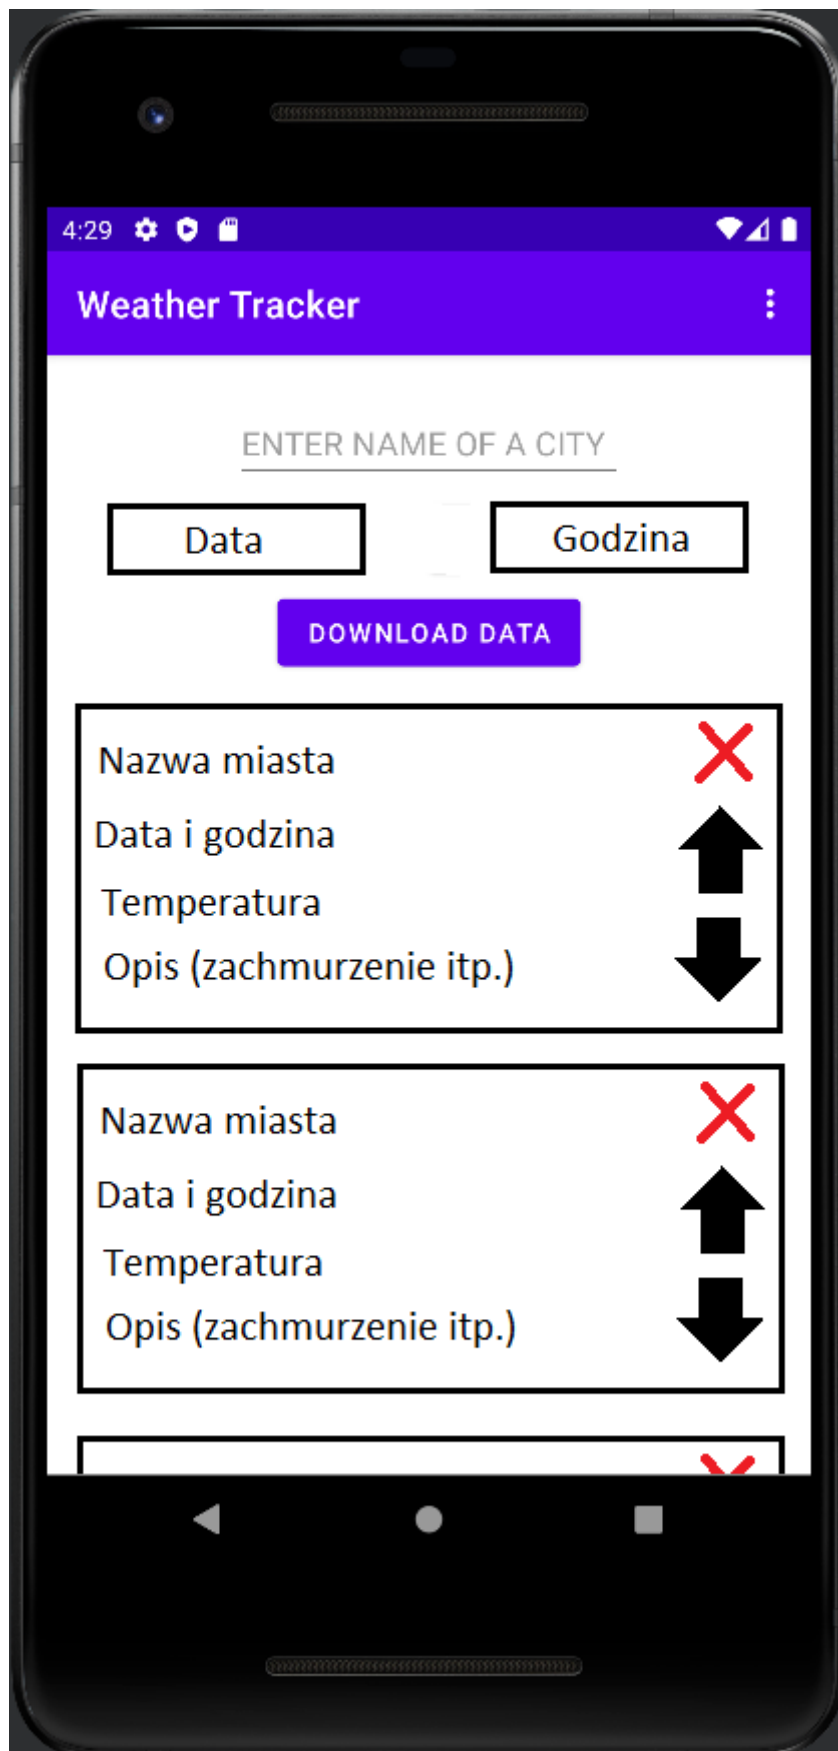 4:29
Weather Tracker
ENTER NAME OF A CITY
Data
Godzina
DOWNLOAD DATA
Nazwa miasta
Data i godzina
Temperatura
Opis (zachmurzenie itp.)
Nazwa miasta
Data i godzina
Temperatura
Opis (zachmurzenie itp.)